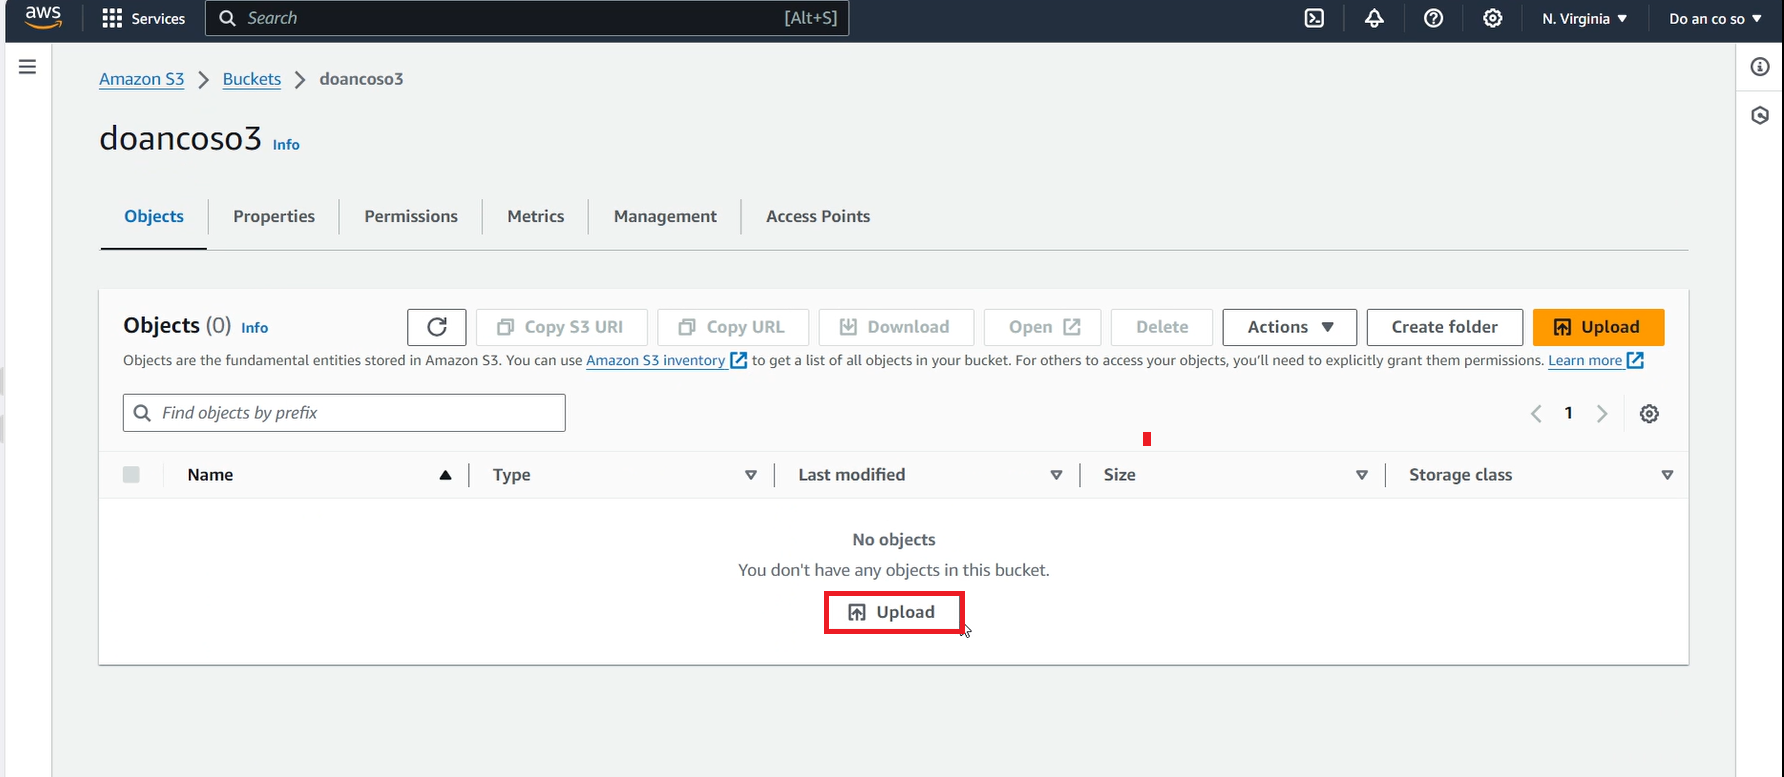 aws Services Search [Alt+S] N. Virginia Do an co so
Amazon S3 Buckets doancoso3
doancoso3 Info
Objects Properties Permissions Metrics Management Access Points
Objects (0) Info Copy S3 URI Copy URL Download Open Delete Actions Create folder Upload
Objects are the fundamental entities stored in Amazon S3. You can use Amazon S3 inventory to get a list of all objects in your bucket. For others to access your objects, you'll need to explicitly grant them permissions. Learn more
Find objects by prefix 1
Name Type Last modified Size Storage class
No objects
You don't have any objects in this bucket.
Upload